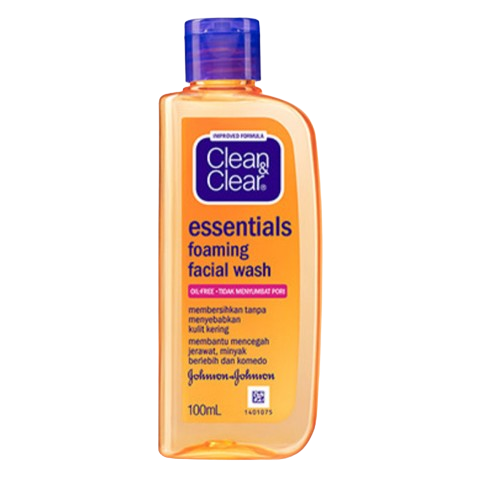 IMPROVED FORMULA
Clean &
Clear®
essentials
foaming
facial wash
OIL-FREE • TIDAK MENYUMBAT PORI
membersihkan tanpa
menyebabkan
kulit kering
membantu mencegah
jerawat, minyak
berlebih dan komedo
Johnson & Johnson
100mL
1401075